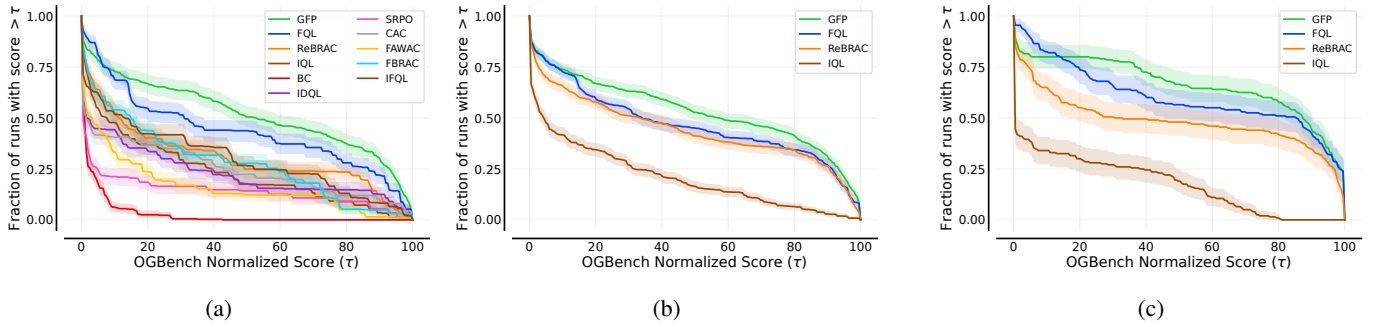 Fraction of runs with score > τ
1.00
0.75
0.50
0.25
0.00
GFP
FQL
ReBRAC
IQL
BC
IDQL
SRPO
CAC
FAWAC
FBRAC
IFQL
0 20 40 60 80 100
OGBench Normalized Score (τ)
(a)
Fraction of runs with score > τ
1.00
0.75
0.50
0.25
0.00
GFP
FQL
ReBRAC
IQL
0 20 40 60 80 100
OGBench Normalized Score (τ)
(b)
Fraction of runs with score > τ
1.00
0.75
0.50
0.25
0.00
GFP
FQL
ReBRAC
IQL
0 20 40 60 80 100
OGBench Normalized Score (τ)
(c)